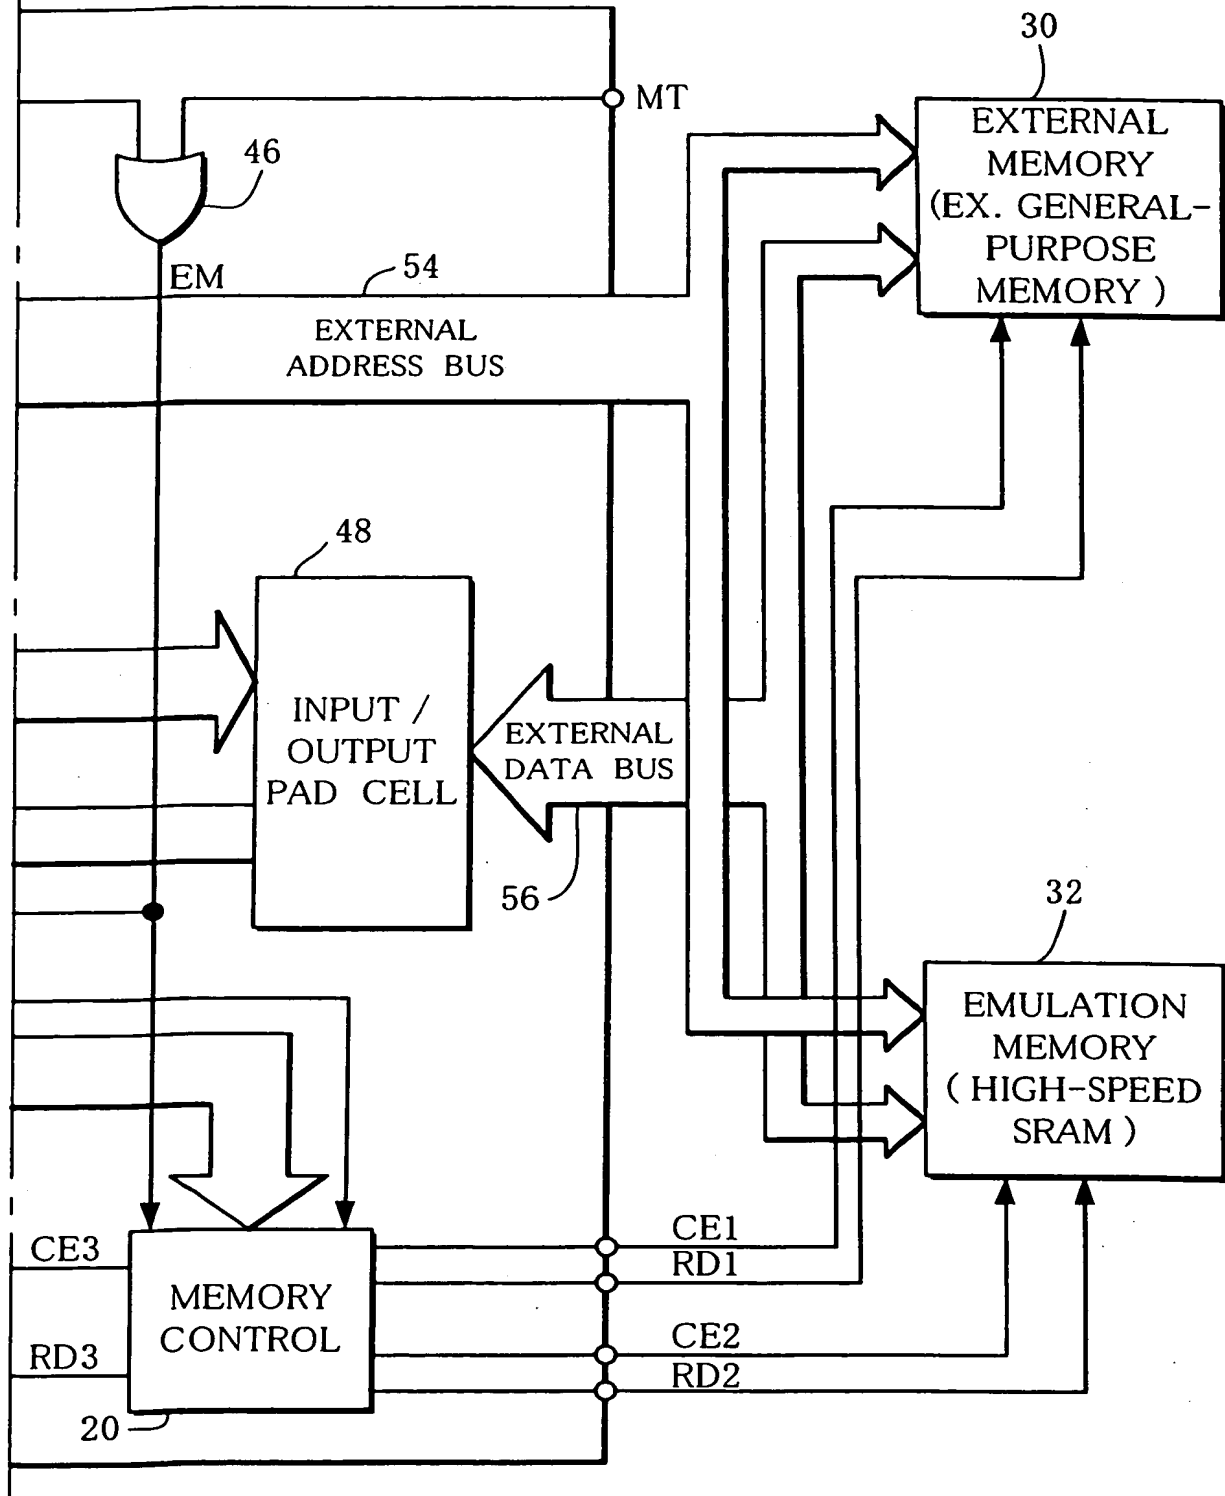 30
MT
EXTERNAL
MEMORY
(EX. GENERAL-
PURPOSE
MEMORY)
46
EM
54
EXTERNAL
ADDRESS BUS
48
INPUT /
OUTPUT
PAD CELL
EXTERNAL
DATA BUS
56
32
EMULATION
MEMORY
(HIGH-SPEED
SRAM)
CE3
MEMORY
CONTROL
RD3
20
CE1
RD1
CE2
RD2